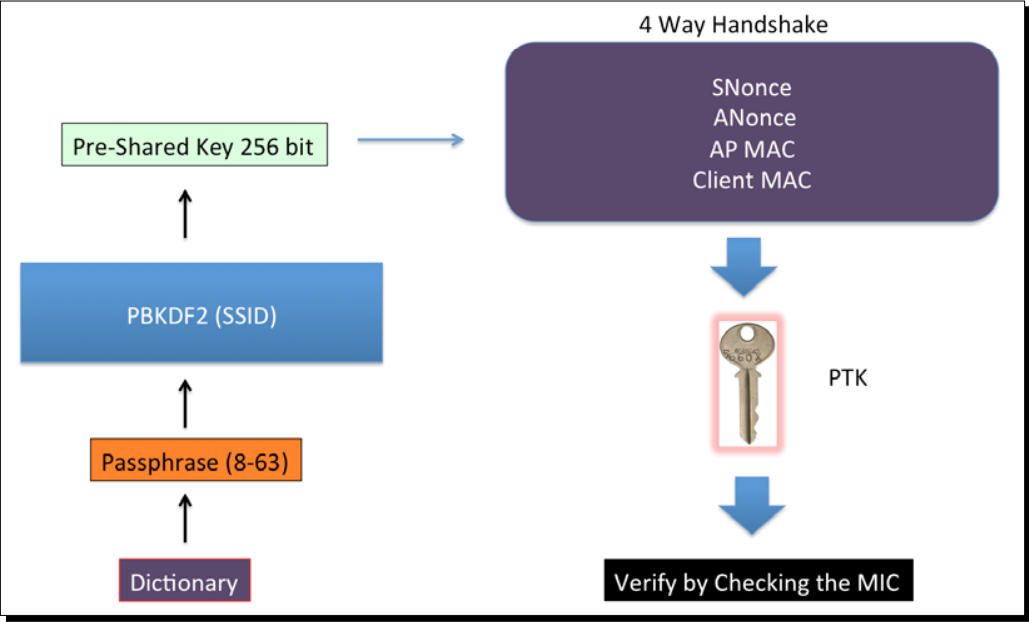 4 Way Handshake
SNonce
ANonce
AP MAC
Client MAC
Pre-Shared Key 256 bit
PBKDF2 (SSID)
PTK
Passphrase (8-63)
Dictionary
Verify by Checking the MIC